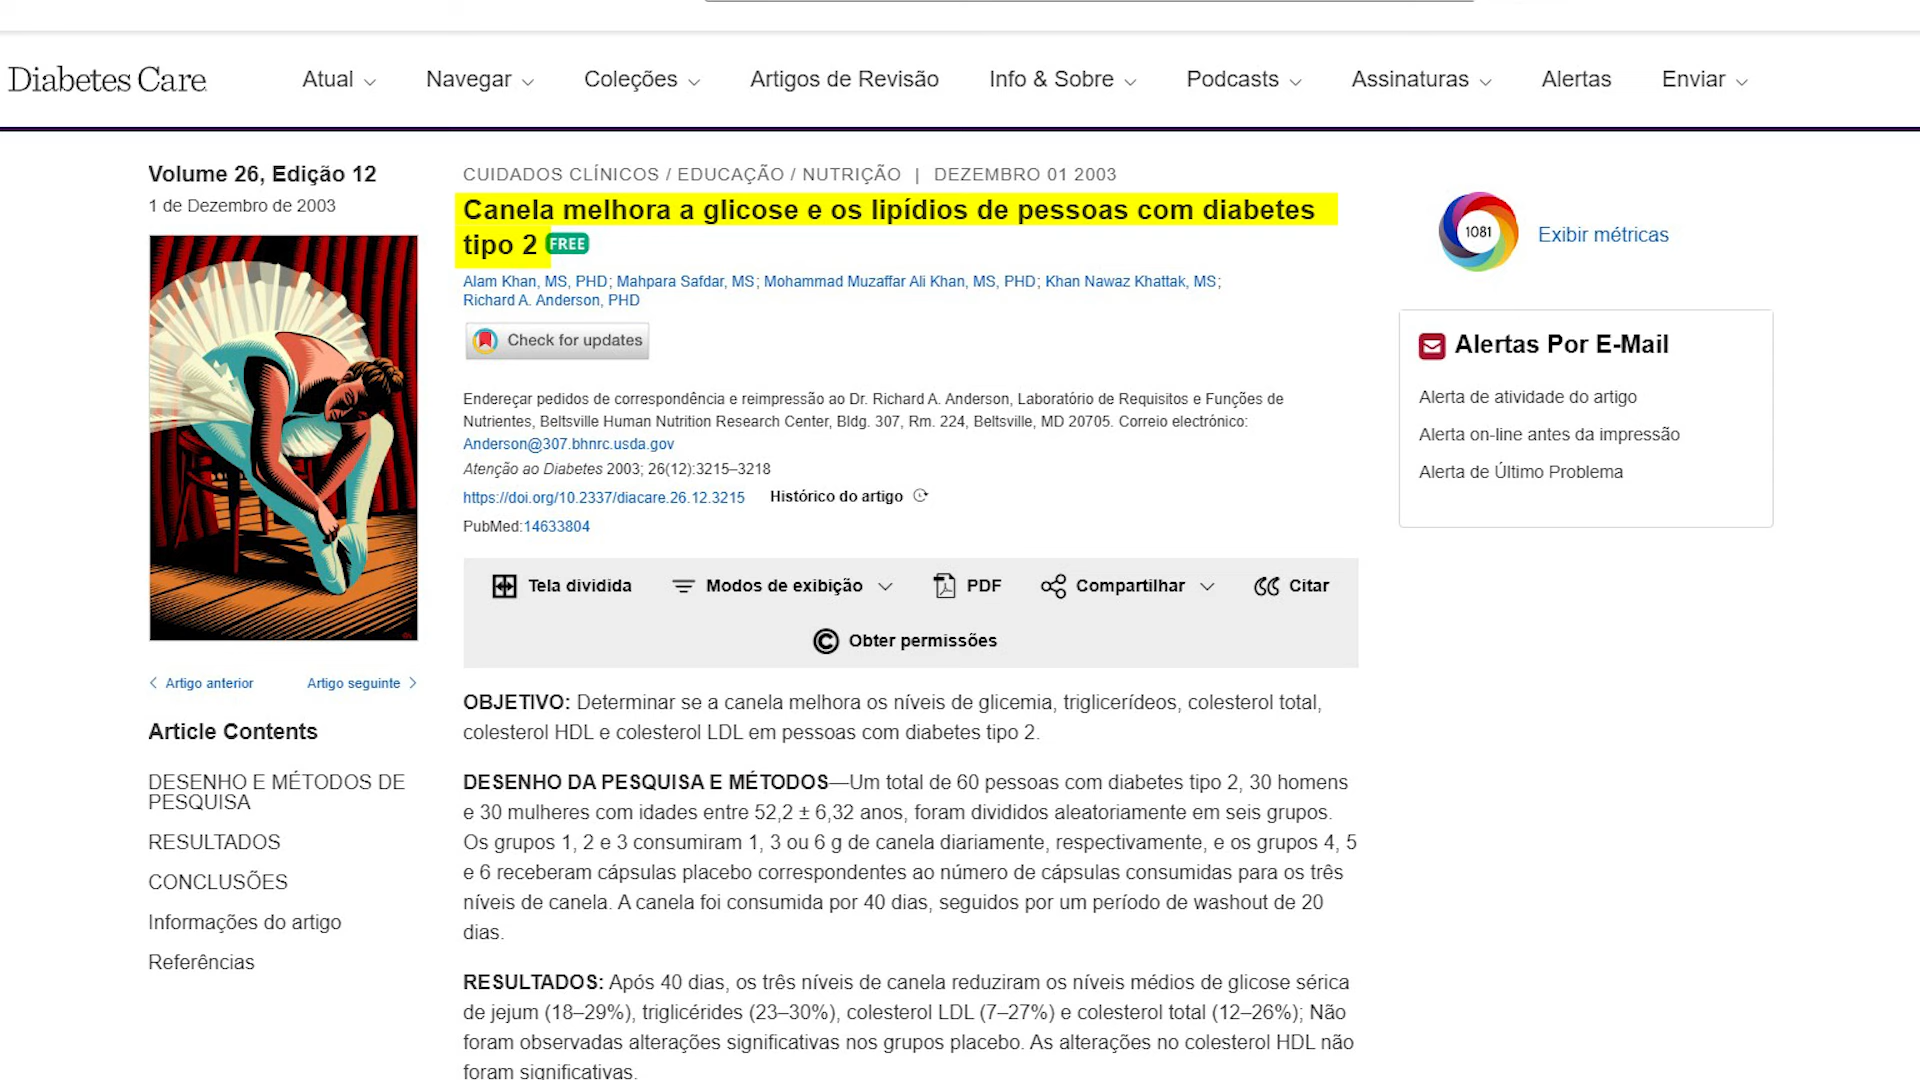 Diabetes Care
Atual
Navegar
Coleções
Artigos de Revisão
Info & Sobre
Podcasts
Assinaturas
Alertas
Enviar
Volume 26, Edição 12
1 de Dezembro de 2003
Artigo anterior
Artigo seguinte
Article Contents
DESENHO E MÉTODOS DE
PESQUISA
RESULTADOS
CONCLUSÕES
Informações do artigo
Referências
CUIDADOS CLÍNICOS / EDUCAÇÃO / NUTRIÇÃO | DEZEMBRO 01 2003
Canela melhora a glicose e os lipídios de pessoas com diabetes
tipo 2 FREE
Alam Khan, MS, PHD; Mahpara Safdar, MS; Mohammad Muzaffar Ali Khan, MS, PHD; Khan Nawaz Khattak, MS;
Richard A. Anderson, PHD
Check for updates
Endereçar pedidos de correspondência e reimpressão ao Dr. Richard A. Anderson, Laboratório de Requisitos e Funções de
Nutrientes, Beltsville Human Nutrition Research Center, Bldg. 307, Rm. 224, Beltsville, MD 20705. Correio electrónico:
Anderson@307.bhnrc.usda.gov
Atenção ao Diabetes 2003; 26(12):3215–3218
https://doi.org/10.2337/diacare.26.12.3215 Histórico do artigo
PubMed:14633804
Tela dividida
Modos de exibição
PDF
Compartilhar
Citar
Obter permissões
OBJETIVO: Determinar se a canela melhora os níveis de glicemia, triglicerídeos, colesterol total,
colesterol HDL e colesterol LDL em pessoas com diabetes tipo 2.
DESENHO DA PESQUISA E MÉTODOS—Um total de 60 pessoas com diabetes tipo 2, 30 homens
e 30 mulheres com idades entre 52,2 ± 6,32 anos, foram divididos aleatoriamente em seis grupos.
Os grupos 1, 2 e 3 consumiram 1, 3 ou 6 g de canela diariamente, respectivamente, e os grupos 4, 5
e 6 receberam cápsulas placebo correspondentes ao número de cápsulas consumidas para os três
níveis de canela. A canela foi consumida por 40 dias, seguidos por um período de washout de 20
dias.
RESULTADOS: Após 40 dias, os três níveis de canela reduziram os níveis médios de glicose sérica
de jejum (18–29%), triglicérides (23–30%), colesterol LDL (7–27%) e colesterol total (12–26%); Não
foram observadas alterações significativas nos grupos placebo. As alterações no colesterol HDL não
foram significativas.
1081
Exibir métricas
Alertas Por E-Mail
Alerta de atividade do artigo
Alerta on-line antes da impressão
Alerta de Último Problema